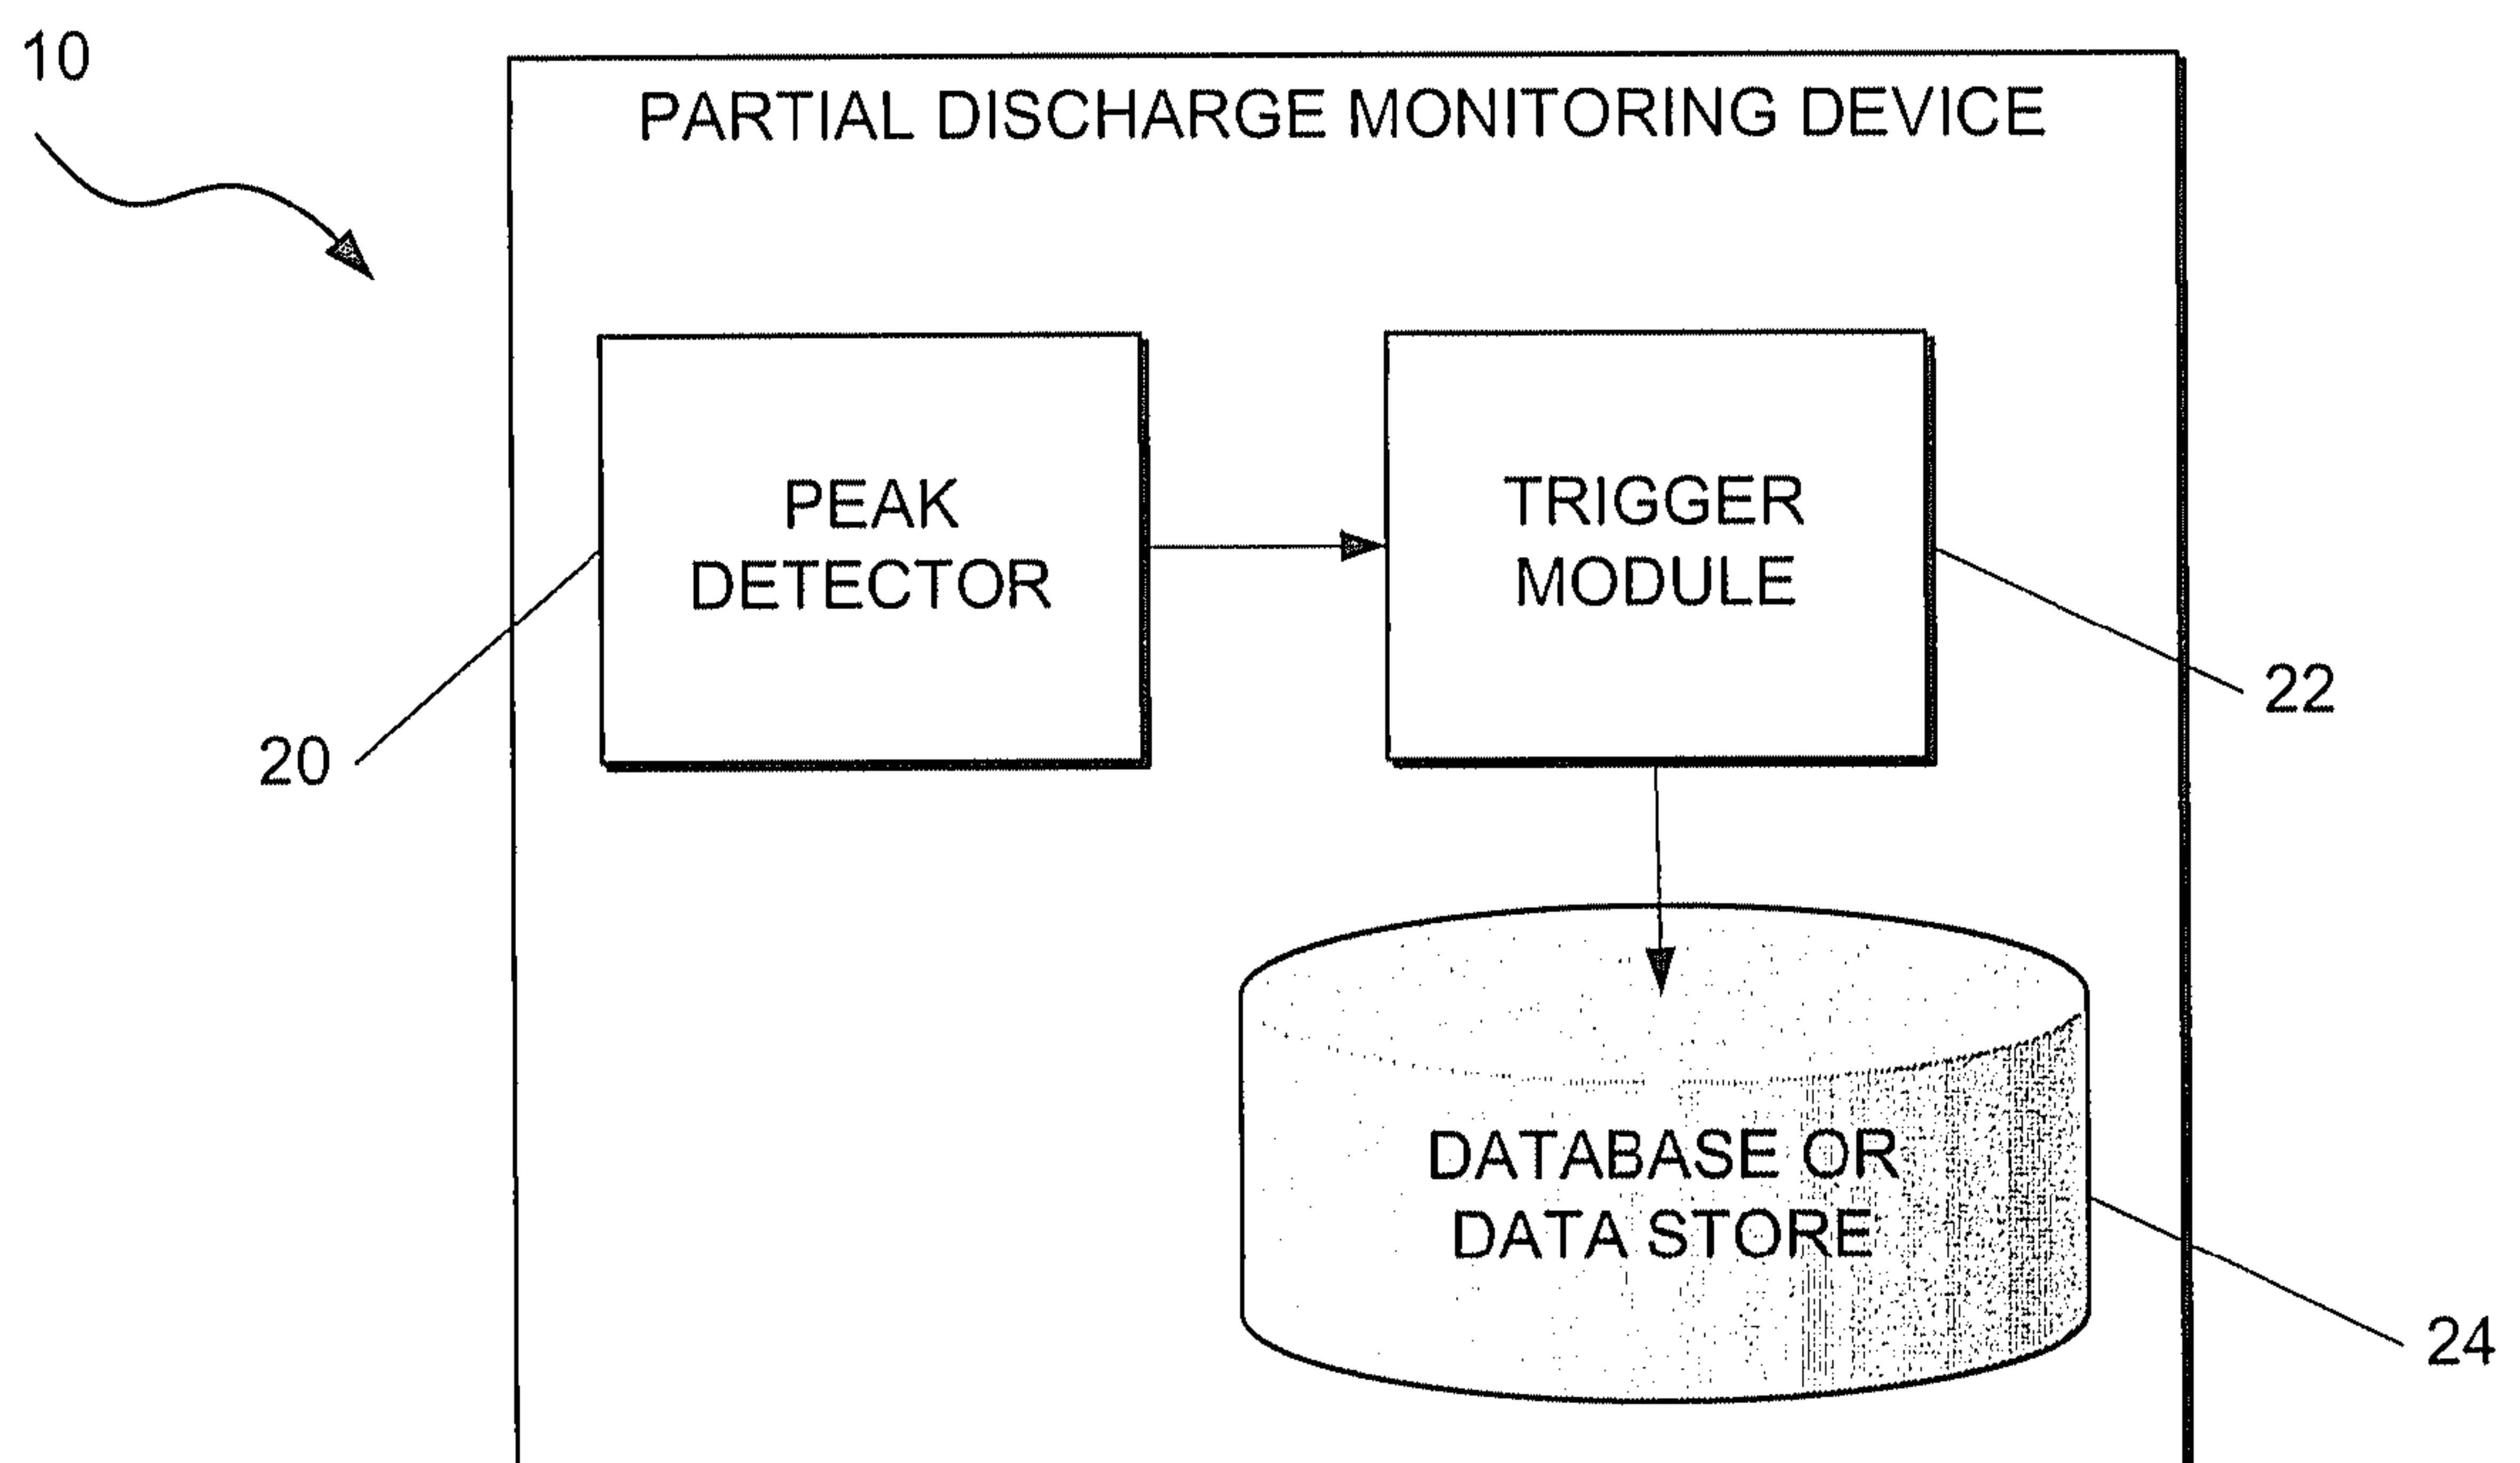 10
PARTIAL DISCHARGE MONITORING DEVICE
PEAK
DETECTOR
TRIGGER
MODULE
20
22
DATABASE OR
DATA STORE
24